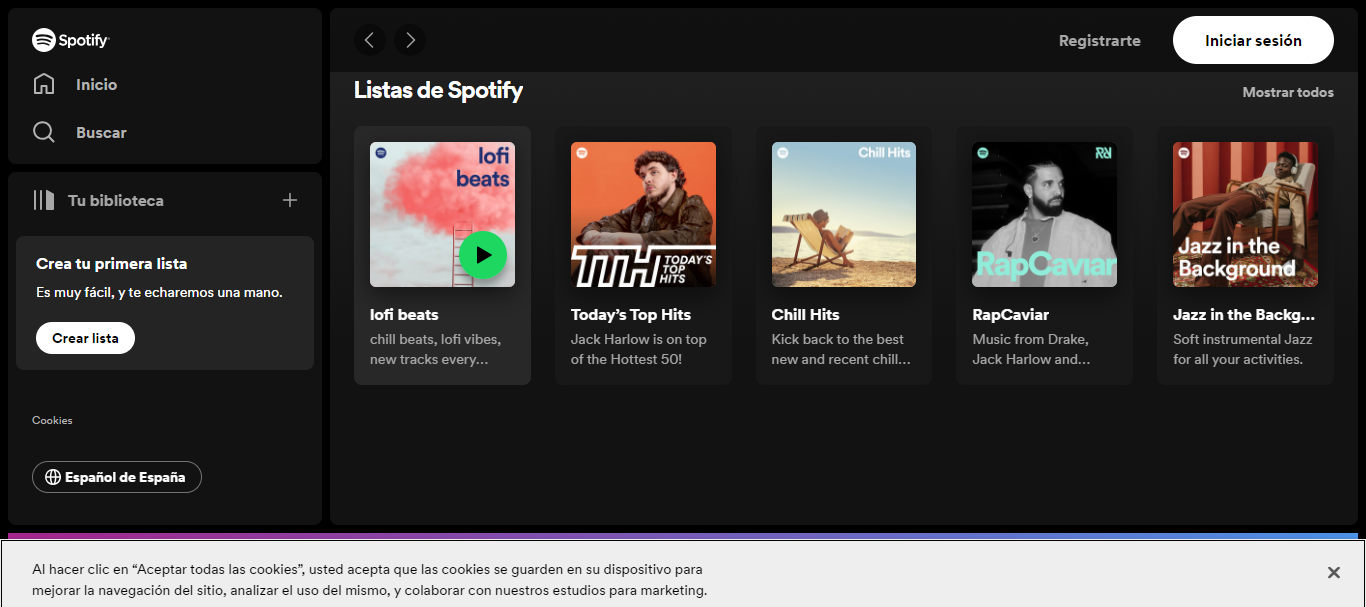 Spotify
Inicio
Buscar
Tu biblioteca
Crea tu primera lista
Es muy fácil, y te echaremos una mano.
Crear lista
Cookies
Español de España
Registrarte
Iniciar sesión
Listas de Spotify
Mostrar todos
lofi
beats
lofi beats
chill beats, lofi vibes,
new tracks every...
TTH TODAY'S
TOP
HITS
Today's Top Hits
Jack Harlow is on top
of the Hottest 50!
Chill Hits
Chill Hits
Kick back to the best
new and recent chill...
RapCaviar
RapCaviar
Music from Drake,
Jack Harlow and...
Jazz in the
Background
Jazz in the Backg...
Soft instrumental Jazz
for all your activities.
Al hacer clic en “Aceptar todas las cookies”, usted acepta que las cookies se guarden en su dispositivo para
mejorar la navegación del sitio, analizar el uso del mismo, y colaborar con nuestros estudios para marketing.